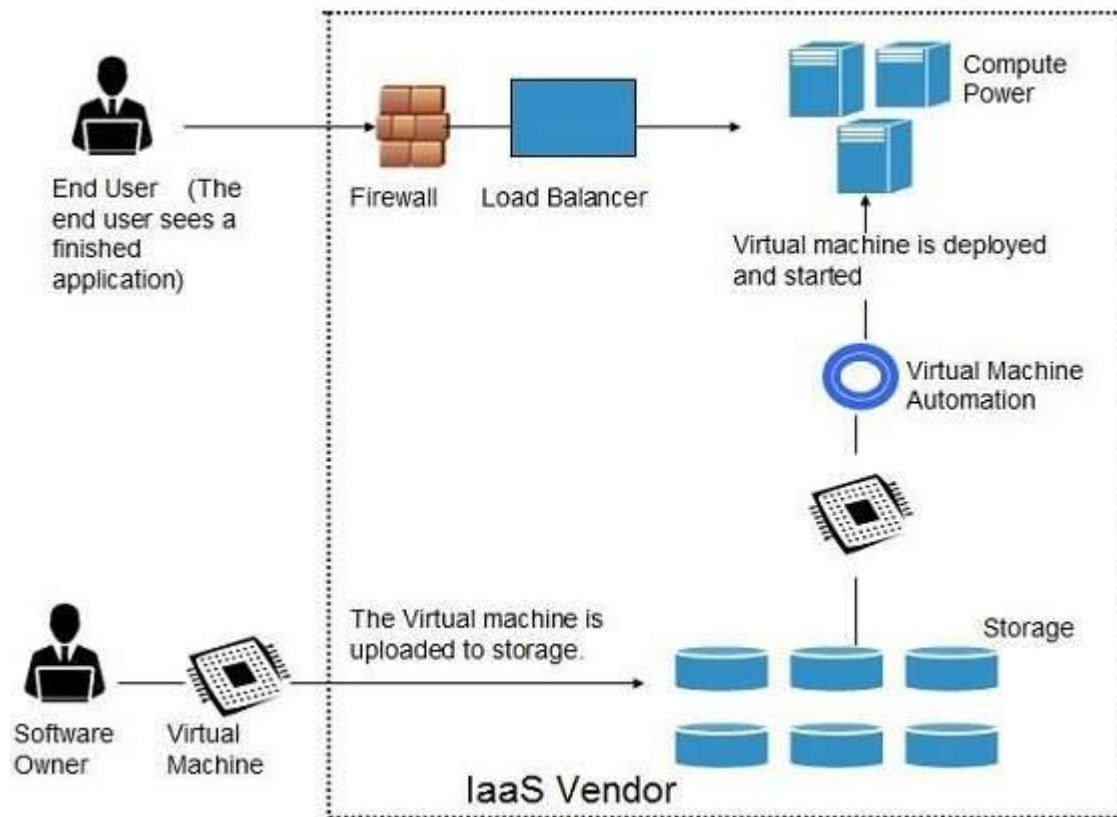 Compute
Power
End User (The
end user sees a
finished
application)
Firewall
Load Balancer
Virtual machine is deployed
and started
Virtual Machine
Automation
The Virtual machine is
uploaded to storage.
Storage
Software
Owner
Virtual
Machine
IaaS Vendor